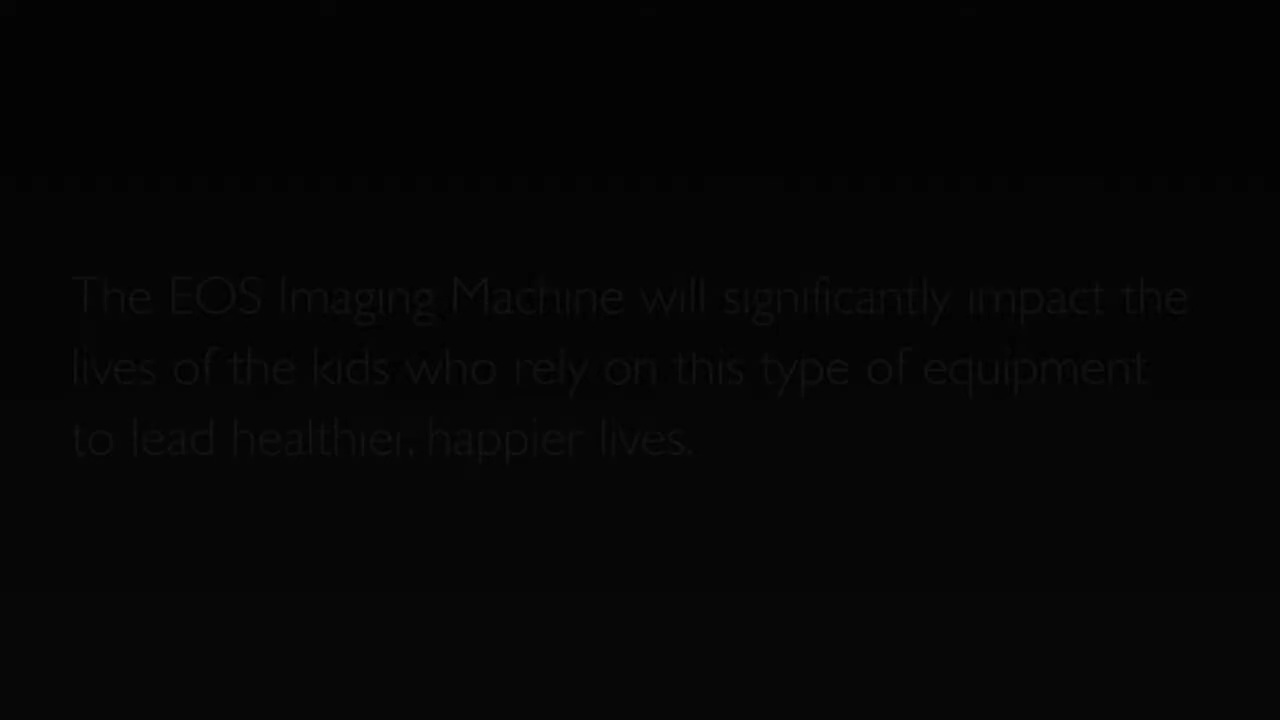 The EOS Imaging Machine will significantly impact the
lives of the kids who rely on this type of equipment
to lead healthier, happier lives.